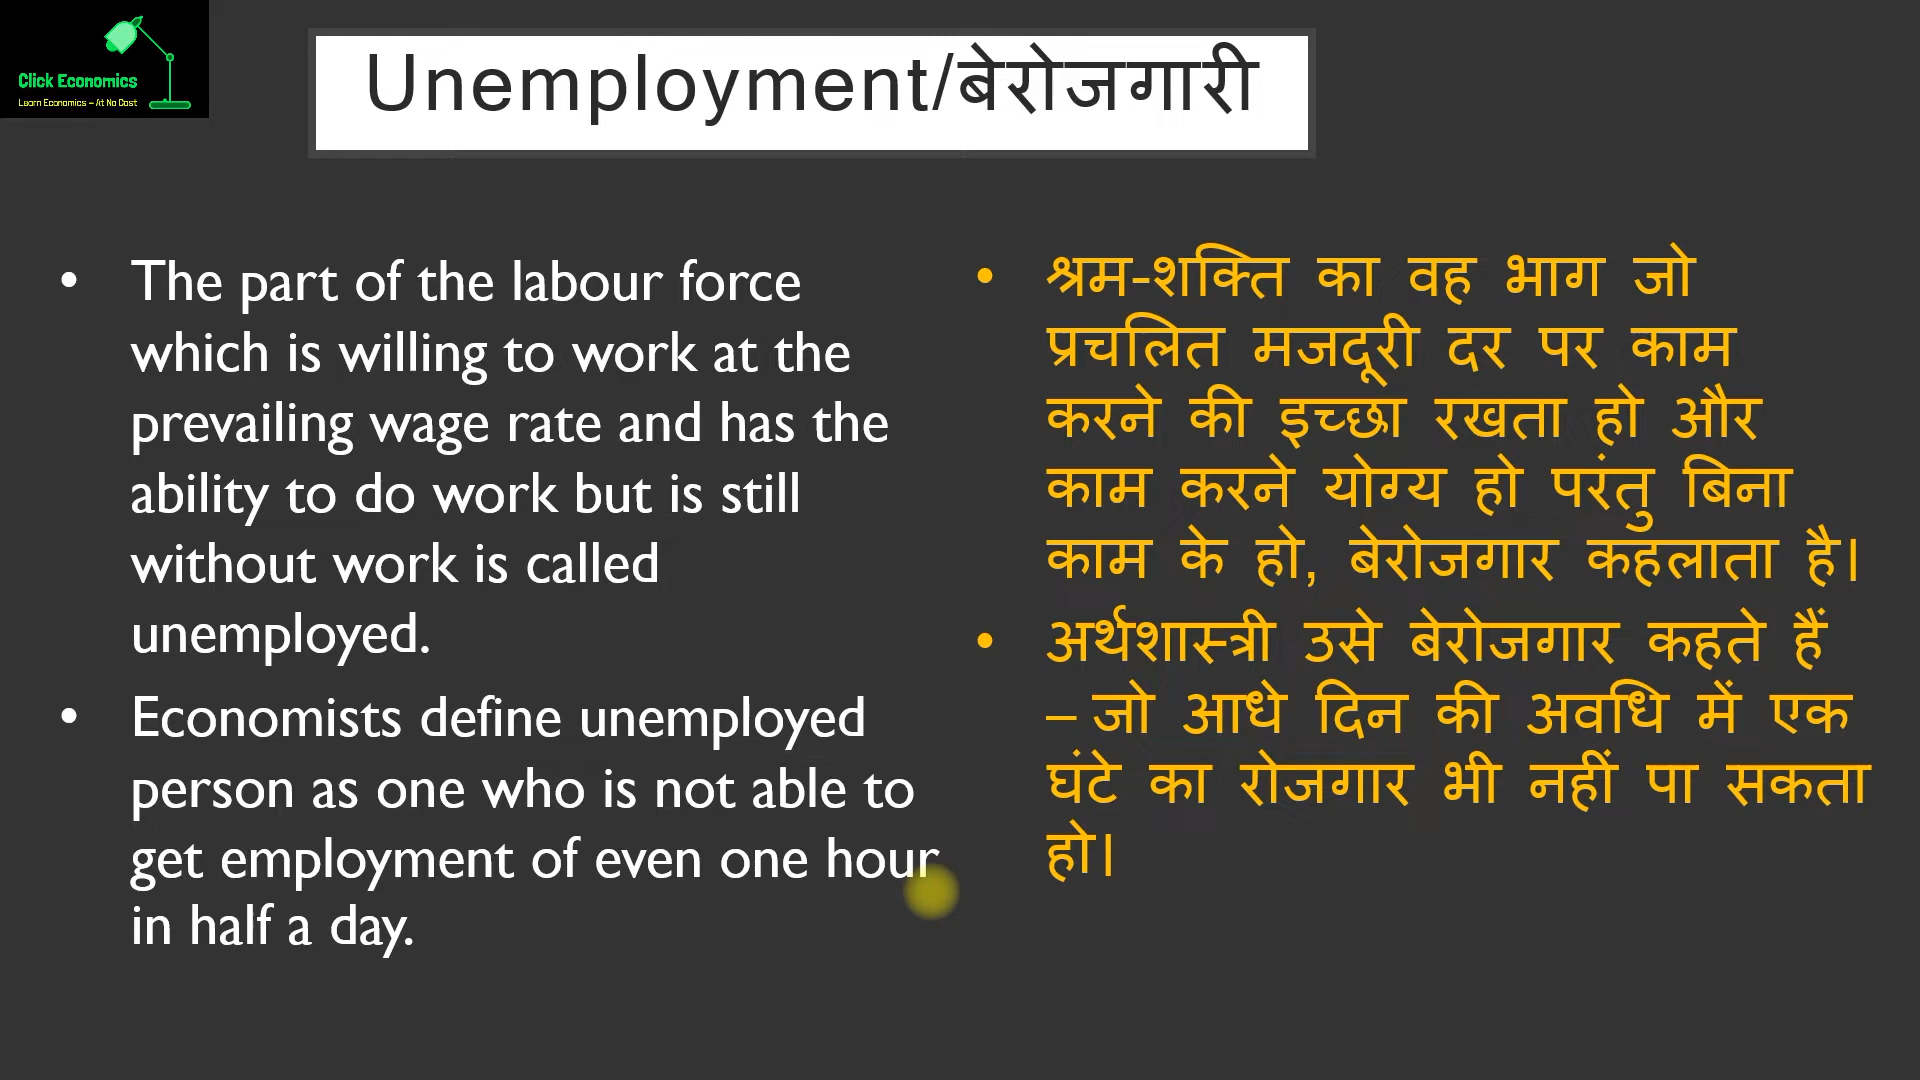 Click Economics
Learn Economics – At No Cost
Unemployment/बेरोजगारी
• The part of the labour force
which is willing to work at the
prevailing wage rate and has the
ability to do work but is still
without work is called
unemployed.
• Economists define unemployed
person as one who is not able to
get employment of even one hour
in half a day.
• श्रम-शक्ति का वह भाग जो
प्रचलित मजदूरी दर पर काम
करने की इच्छा रखता हो और
काम करने योग्य हो परंतु बिना
काम के हो, बेरोजगार कहलाता है।
• अर्थशास्त्री उसे बेरोजगार कहते हैं
– जो आधे दिन की अवधि में एक
घंटे का रोजगार भी नहीं पा सकता
हो।